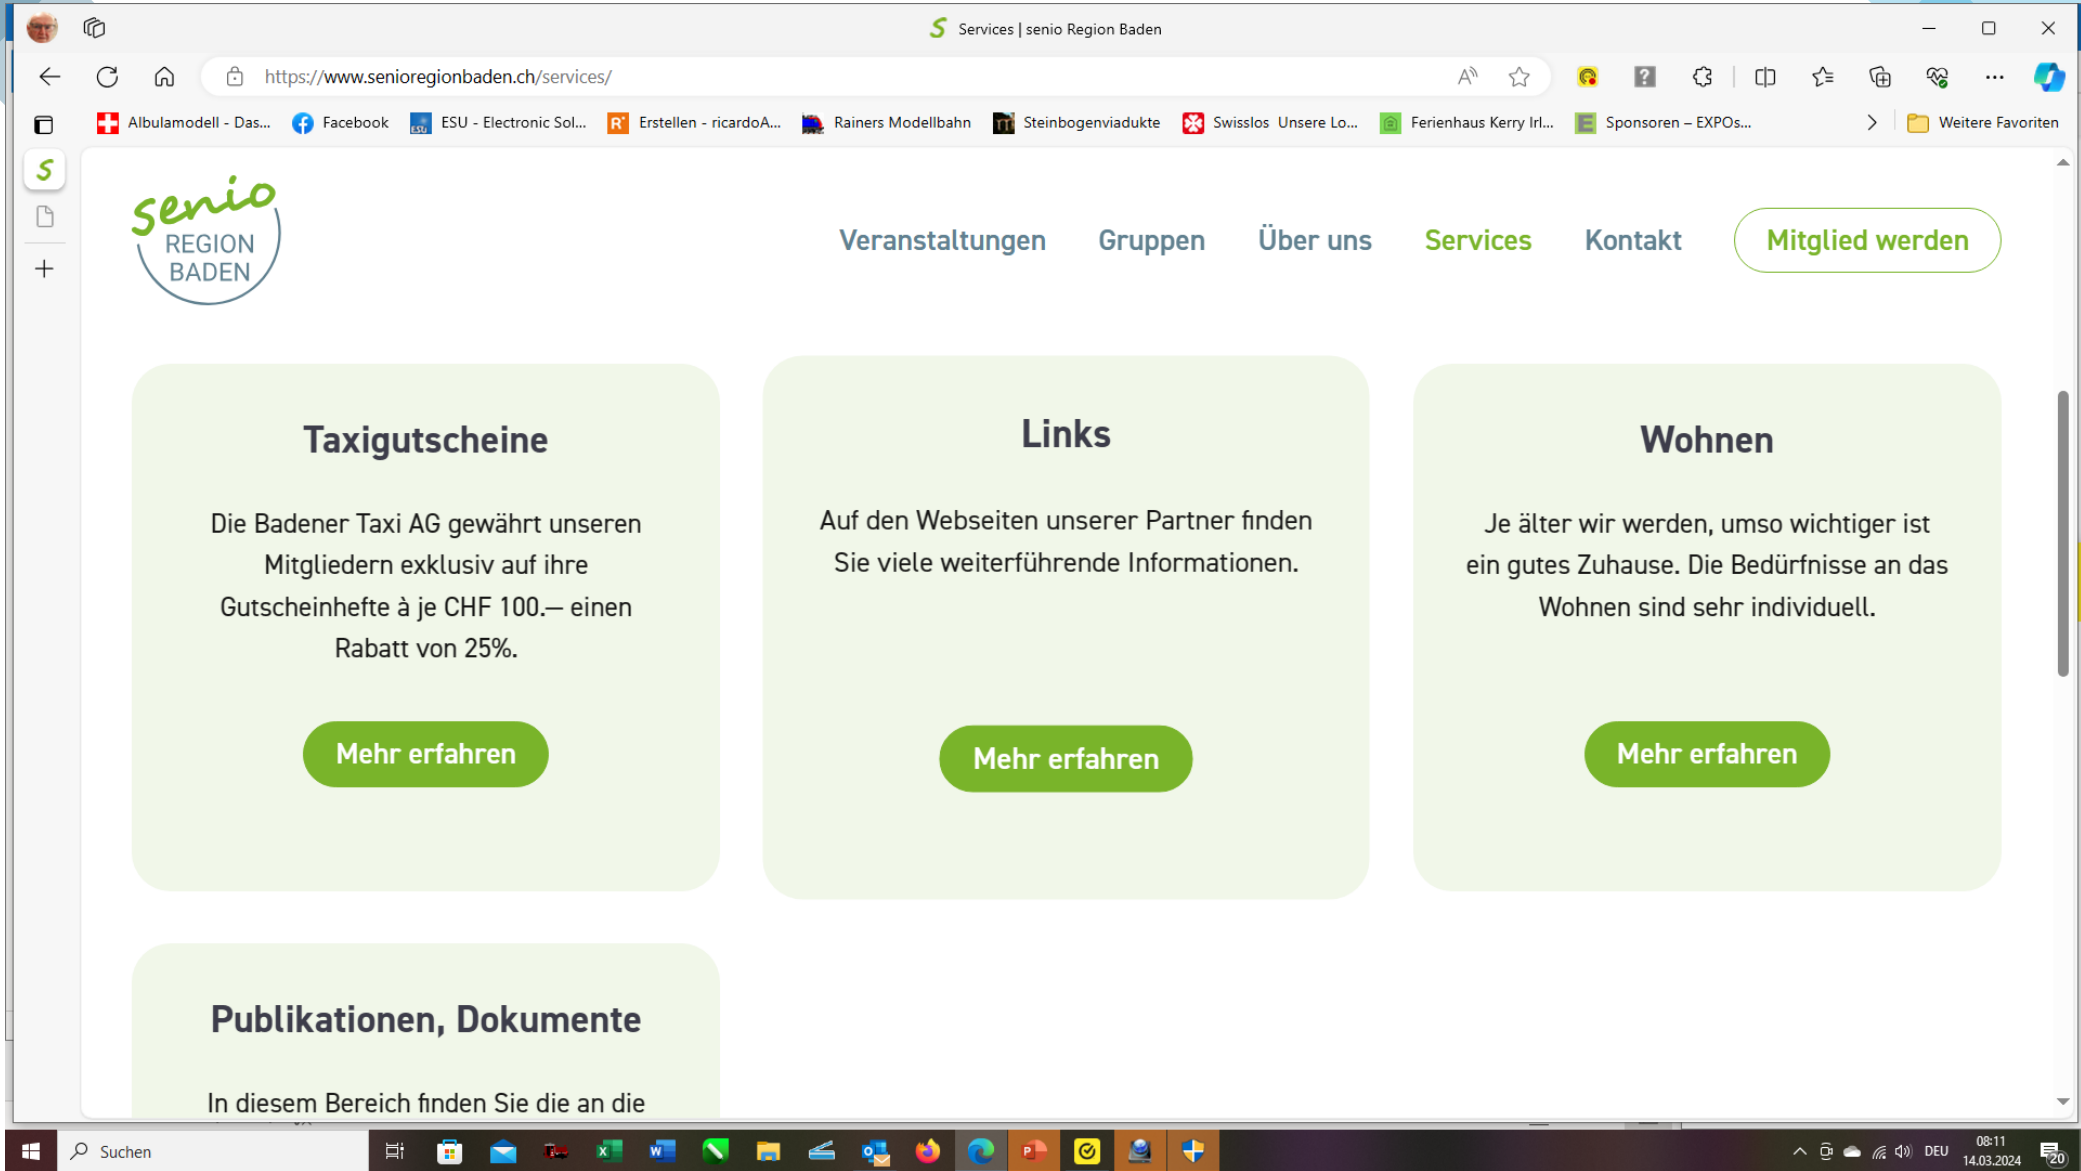 Services | senio Region Baden
https://www.senioregionbaden.ch/services/
Albulamodell - Das... Facebook ESU - Electronic Sol... Erstellen - ricardoA... Rainers Modellbahn Steinbogenviadukte Swisslos Unsere Lo... Ferienhaus Kerry Irl... Sponsoren – EXPOs... Weitere Favoriten
senio
REGION
BADEN
Veranstaltungen Gruppen Über uns Services Kontakt Mitglied werden
Taxigutscheine
Die Badener Taxi AG gewährt unseren
Mitgliedern exklusiv auf ihre
Gutscheinhefte à je CHF 100.— einen
Rabatt von 25%.
Mehr erfahren
Links
Auf den Webseiten unserer Partner finden
Sie viele weiterführende Informationen.
Mehr erfahren
Wohnen
Je älter wir werden, umso wichtiger ist
ein gutes Zuhause. Die Bedürfnisse an das
Wohnen sind sehr individuell.
Mehr erfahren
Publikationen, Dokumente
In diesem Bereich finden Sie die an die
Suchen
DEU
08:11
14.03.2024
20